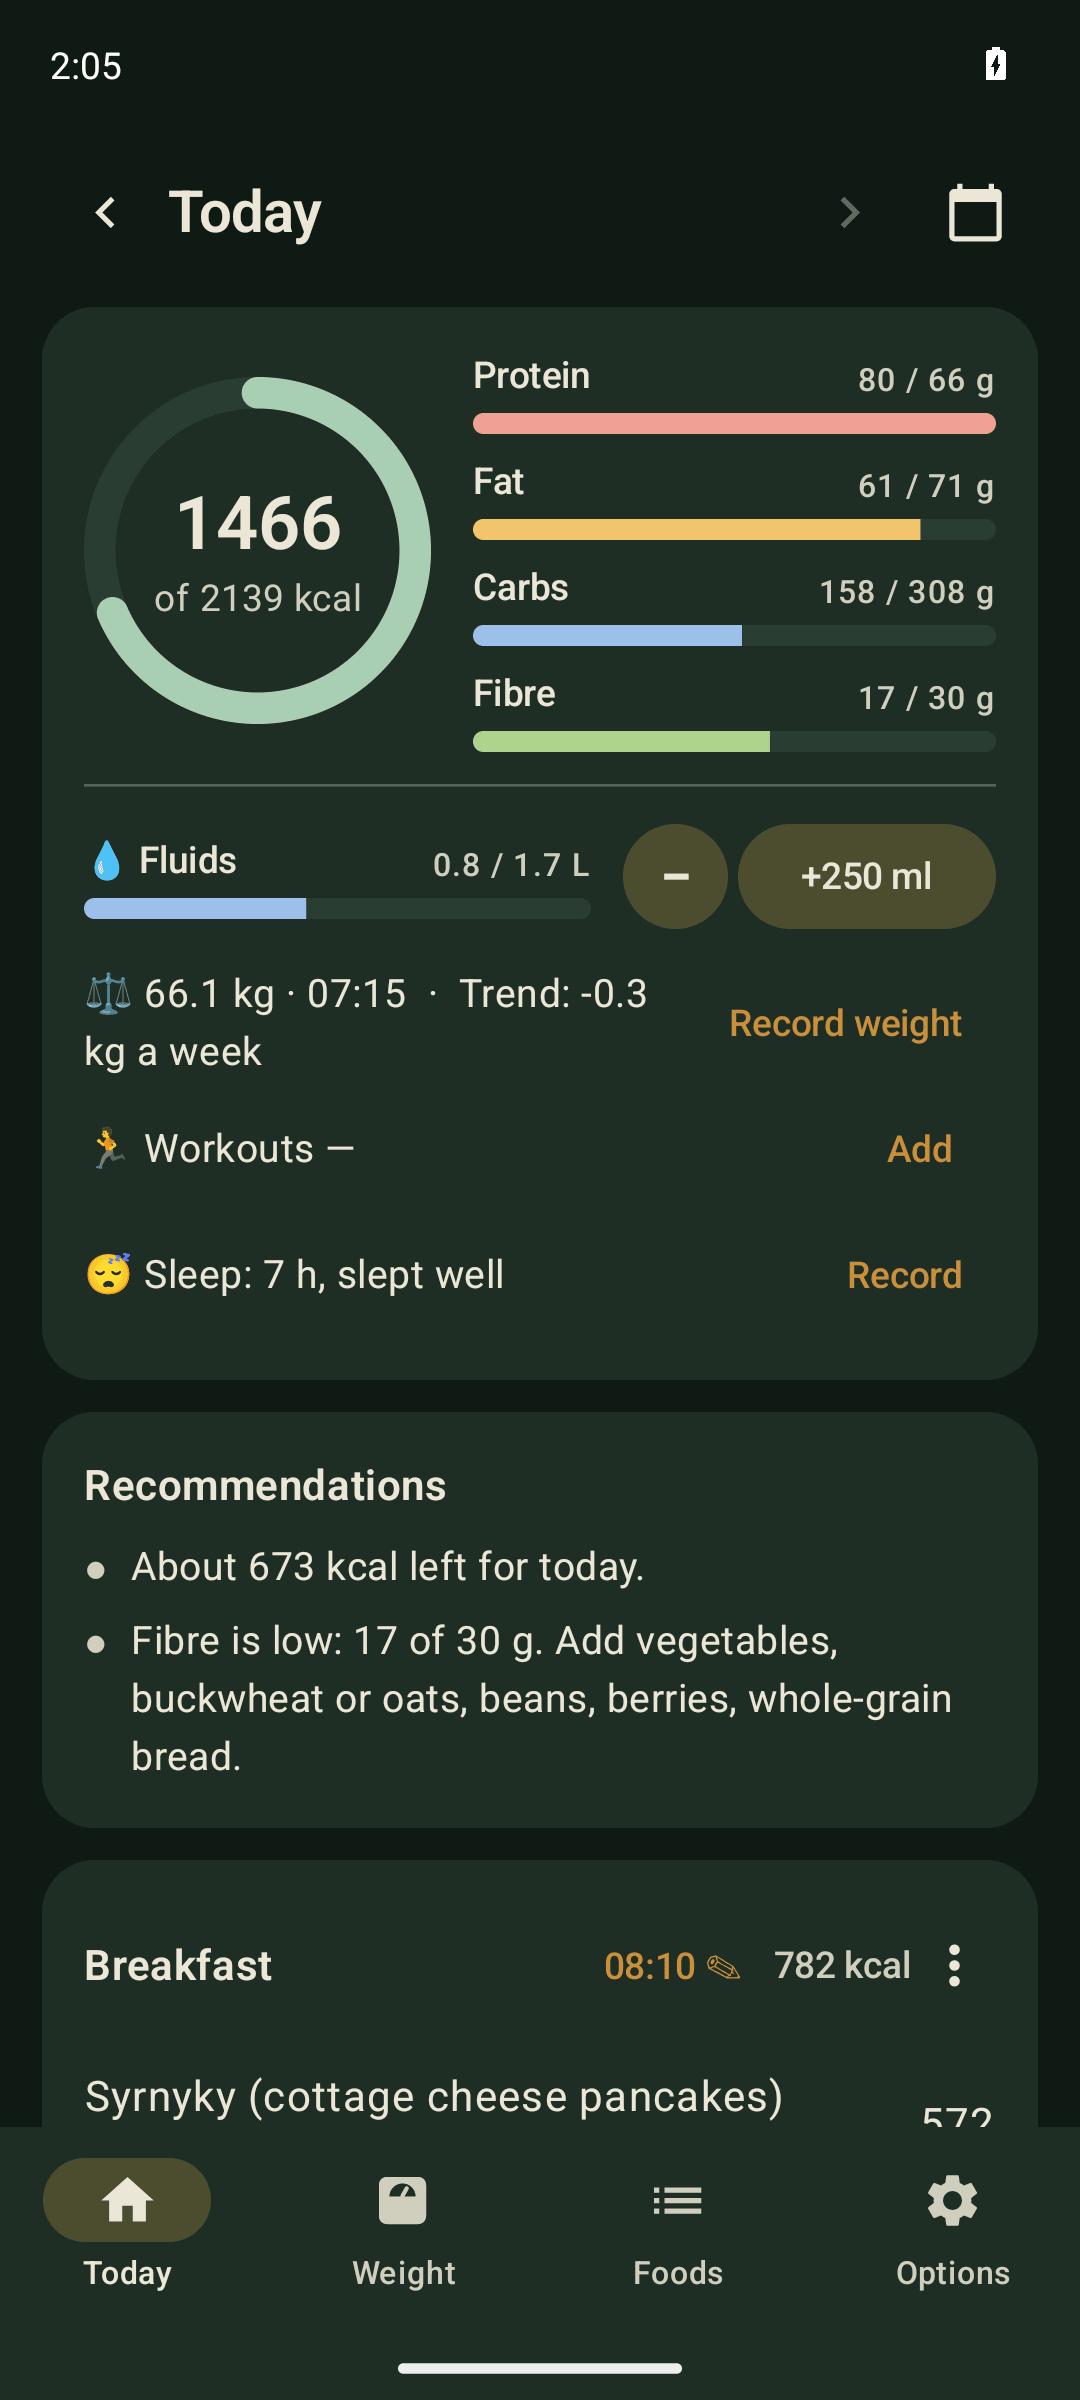 2:05
Today
Protein 80 / 66 g
1466
of 2139 kcal
Fat 61 / 71 g
Carbs 158 / 308 g
Fibre 17 / 30 g
Fluids 0.8 / 1.7 L
−
+250 ml
66.1 kg · 07:15 · Trend: -0.3
kg a week
Record weight
Workouts —
Add
Sleep: 7 h, slept well
Record
Recommendations
● About 673 kcal left for today.
● Fibre is low: 17 of 30 g. Add vegetables,
buckwheat or oats, beans, berries, whole-grain
bread.
Breakfast 08:10 ✎ 782 kcal
Syrnyky (cottage cheese pancakes)
572
Today
Weight
Foods
Options